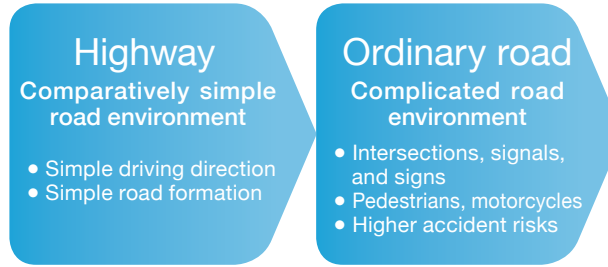 Highway
Comparatively simple
road environment
• Simple driving direction
• Simple road formation
Ordinary road
Complicated road
environment
• Intersections, signals,
and signs
• Pedestrians, motorcycles
• Higher accident risks